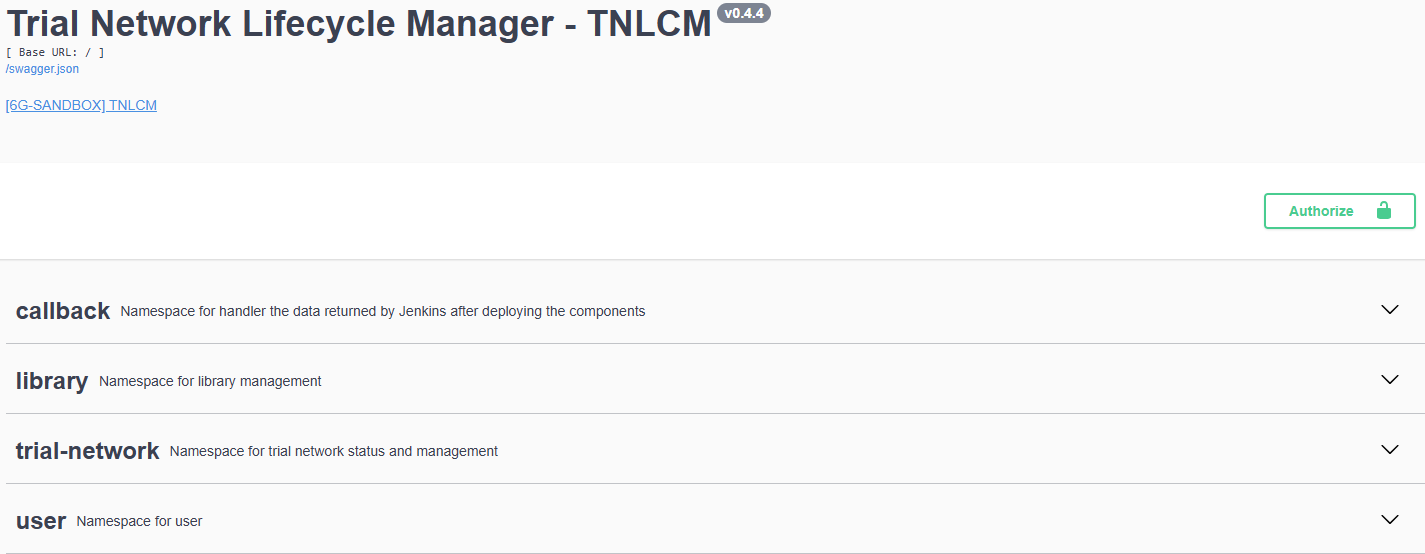 Trial Network Lifecycle Manager - TNLCM v0.4.4
[ Base URL: / ]
/swagger.json
[6G-SANDBOX] TNLCM
Authorize
callback Namespace for handler the data returned by Jenkins after deploying the components
library Namespace for library management
trial-network Namespace for trial network status and management
user Namespace for user